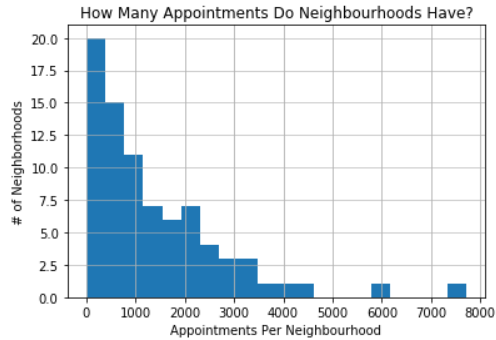 How Many Appointments Do Neighbourhoods Have?
20.0
17.5
15.0
12.5
10.0
7.5
5.0
2.5
0.0
# of Neighborhoods
0 1000 2000 3000 4000 5000 6000 7000 8000
Appointments Per Neighbourhood